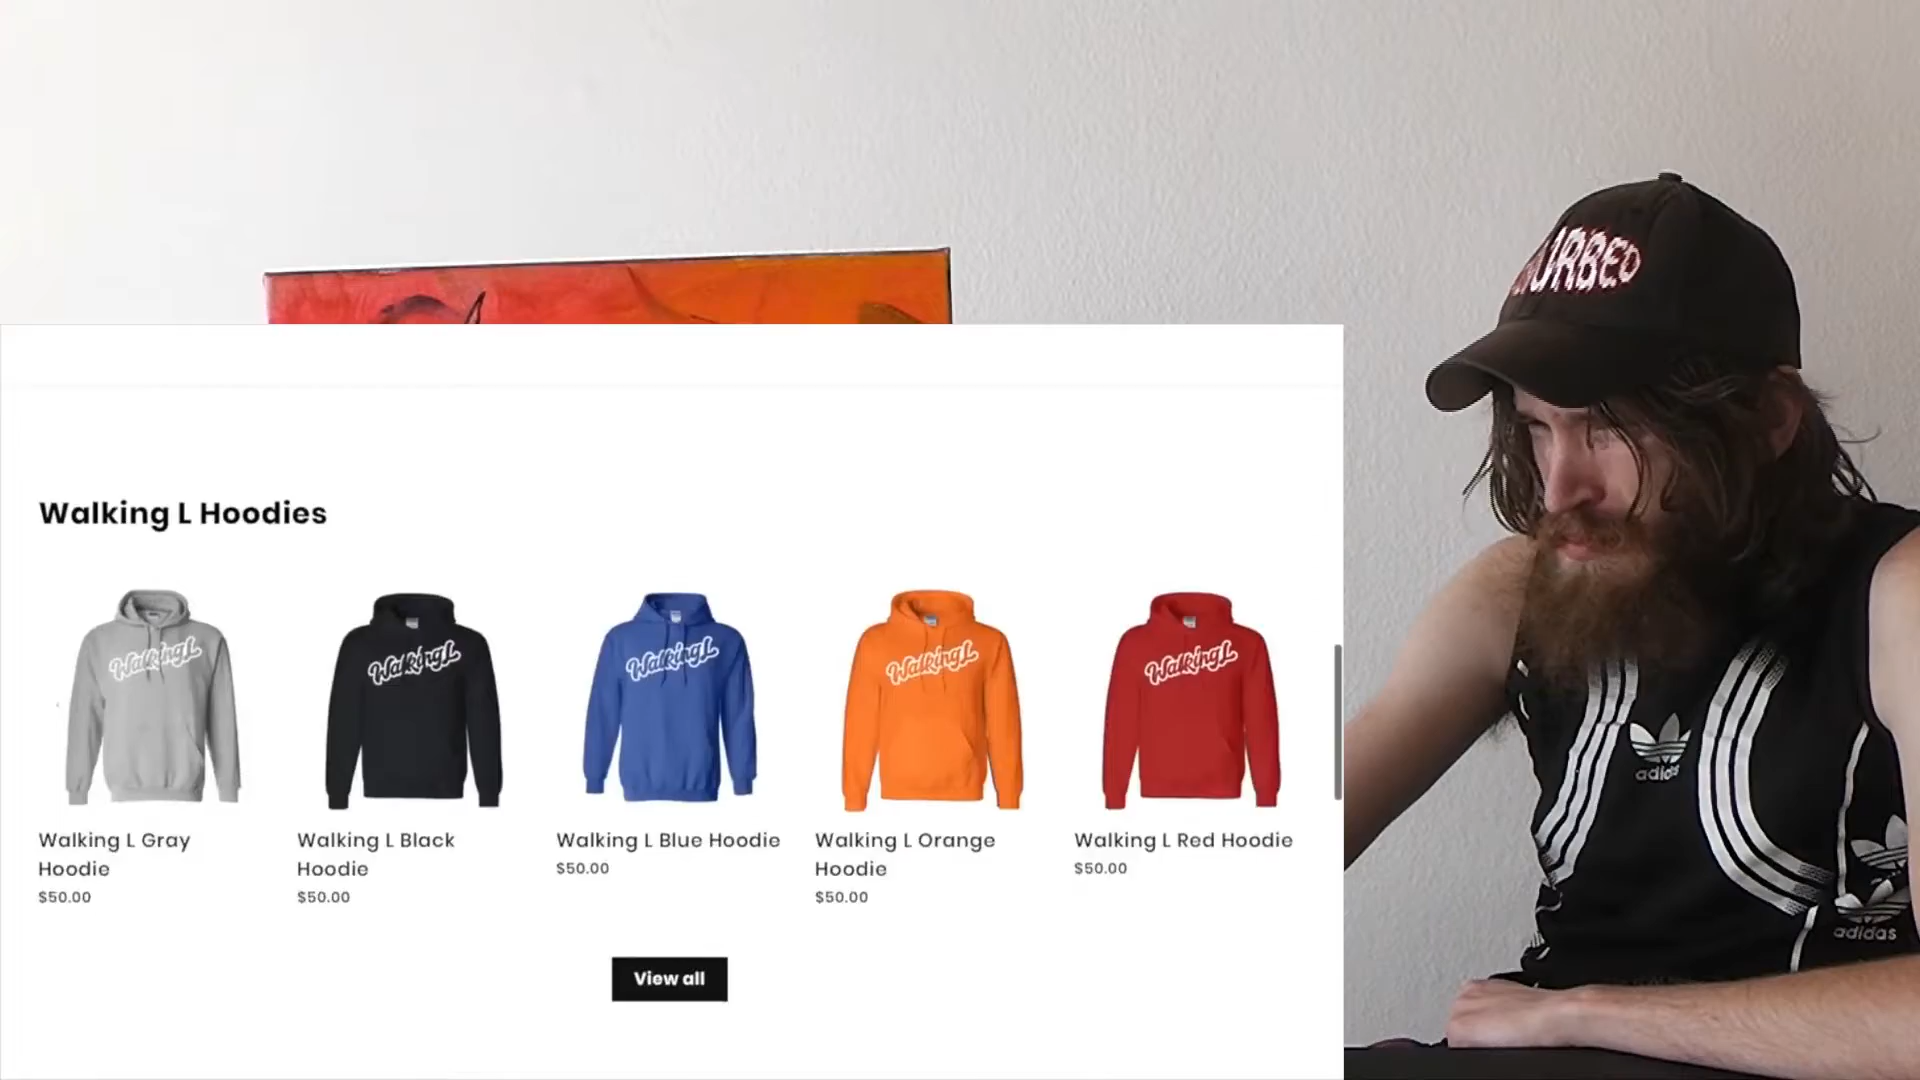 Walking L Hoodies
WalkingL
WalkingL
WalkingL
WalkingL
WalkingL
Walking L Gray
Hoodie
$50.00
Walking L Black
Hoodie
$50.00
Walking L Blue Hoodie
$50.00
Walking L Orange
Hoodie
$50.00
Walking L Red Hoodie
$50.00
View all
adidas
adidas